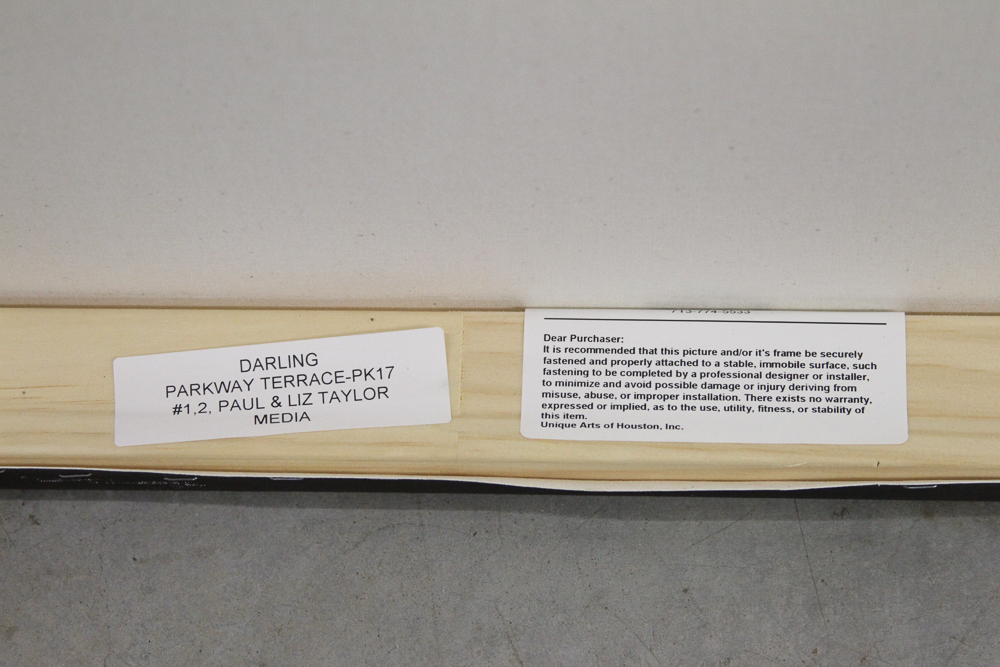 DARLING
PARKWAY TERRACE-PK17
#1,2, PAUL & LIZ TAYLOR
MEDIA
713-774-5533
Dear Purchaser:
It is recommended that this picture and/or it's frame be securely
fastened and properly attached to a stable, immobile surface, such
fastening to be completed by a professional designer or installer,
to minimize and avoid possible damage or injury deriving from
misuse, abuse, or improper installation. There exists no warranty,
expressed or implied, as to the use, utility, fitness, or stability of
this item.
Unique Arts of Houston, Inc.